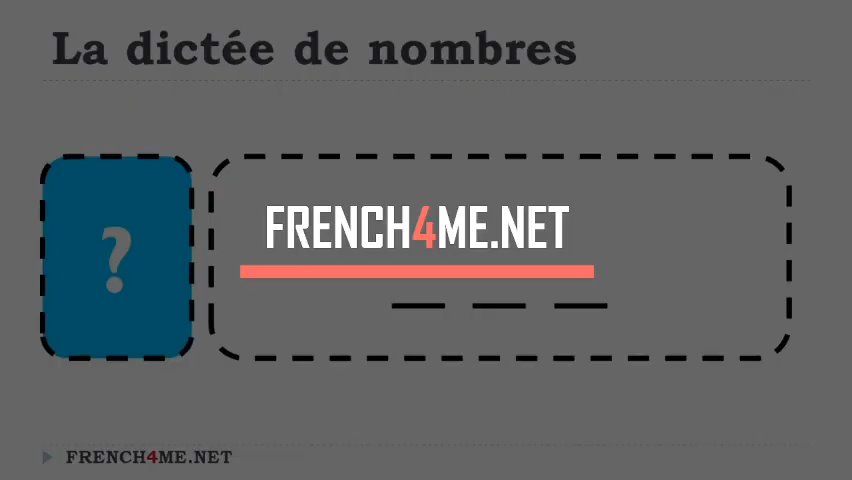 La dictée de nombres
?
FRENCH4ME.NET
FRENCH4ME.NET